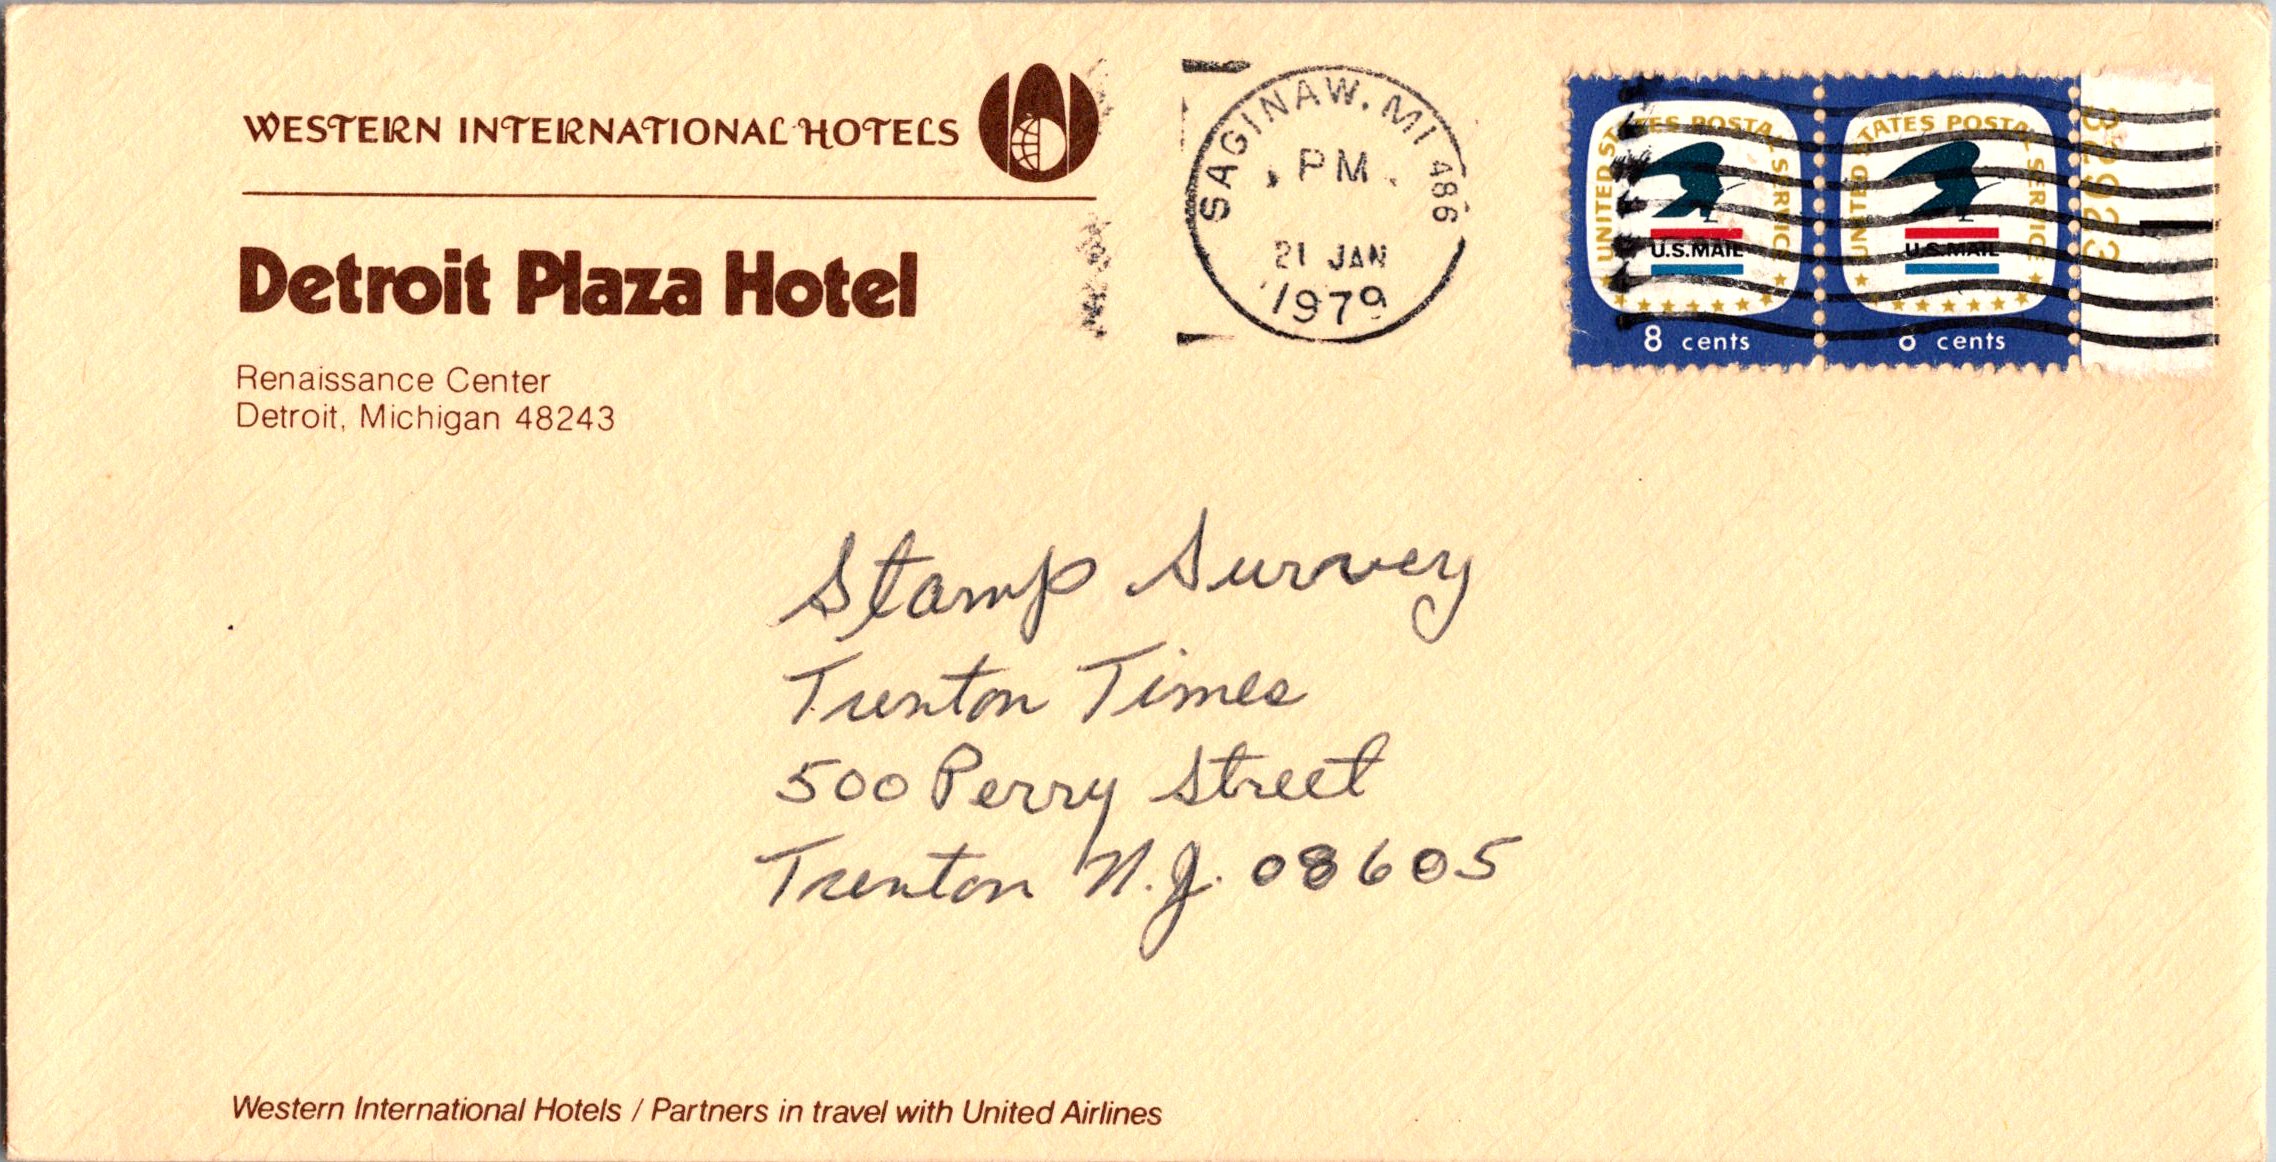 WESTERN INTERNATIONAL HOTELS
Detroit Plaza Hotel
Renaissance Center
Detroit, Michigan 48243
SAGINAW, MI 486
PM
21 JAN
1979
UNITED STATES POSTAL SERVICE
U.S.MAIL
8 cents
UNITED STATES POSTAL SERVICE
U.S.MAIL
8 cents
Stamp Survey
Trenton Times
500 Perry Street
Trenton N.J. 08605
Western International Hotels / Partners in travel with United Airlines